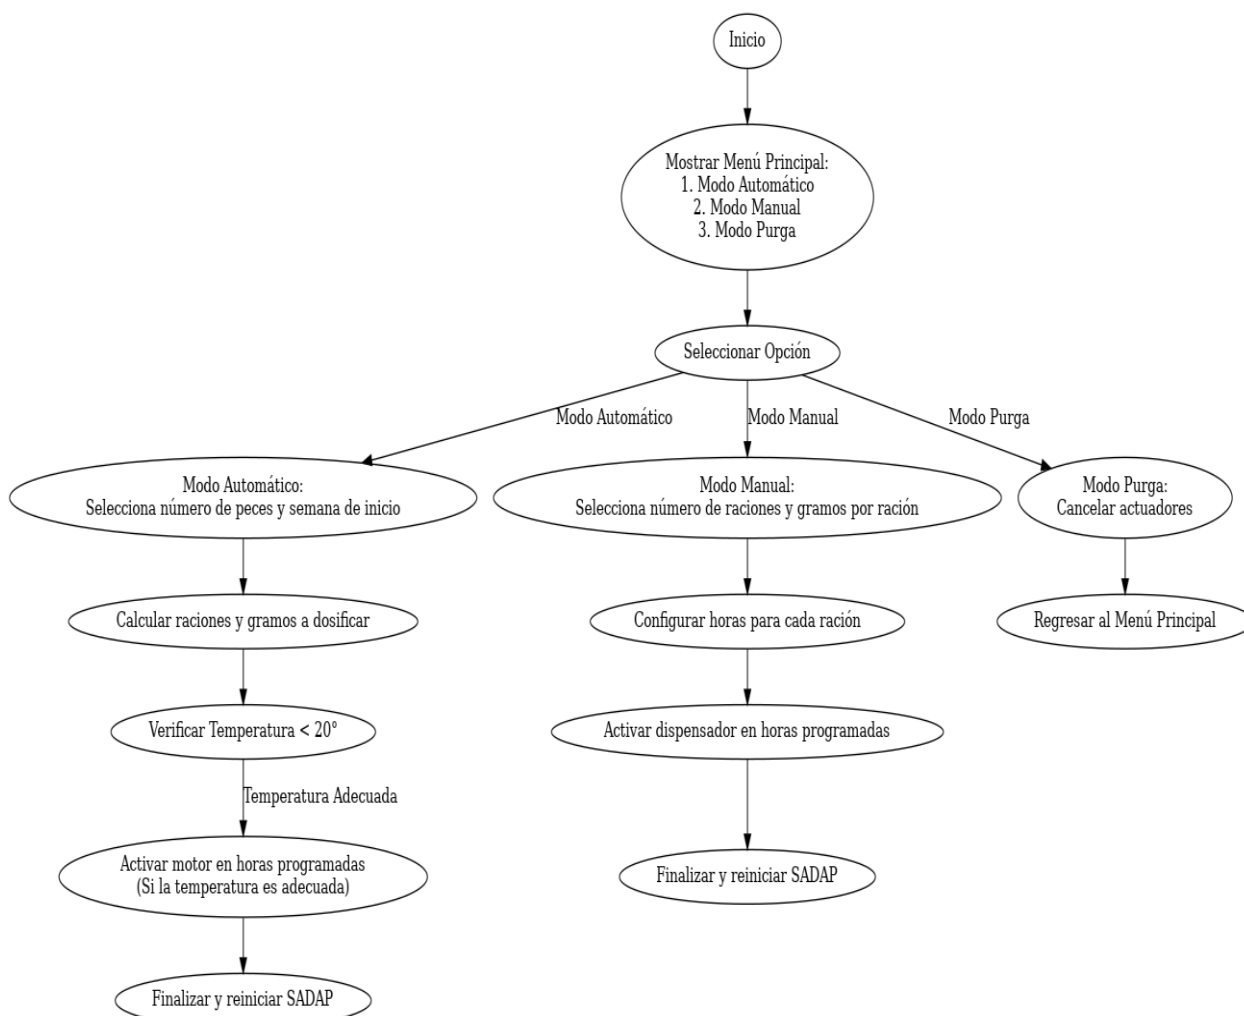 Inicio
Mostrar Menú Principal:
1. Modo Automático
2. Modo Manual
3. Modo Purga
Seleccionar Opción
Modo Automático
Modo Manual
Modo Purga
Modo Automático:
Selecciona número de peces y semana de inicio
Modo Manual:
Selecciona número de raciones y gramos por ración
Modo Purga:
Cancelar actuadores
Calcular raciones y gramos a dosificar
Configurar horas para cada ración
Regresar al Menú Principal
Verificar Temperatura < 20°
Activar dispensador en horas programadas
Temperatura Adecuada
Activar motor en horas programadas
(Si la temperatura es adecuada)
Finalizar y reiniciar SADAP
Finalizar y reiniciar SADAP